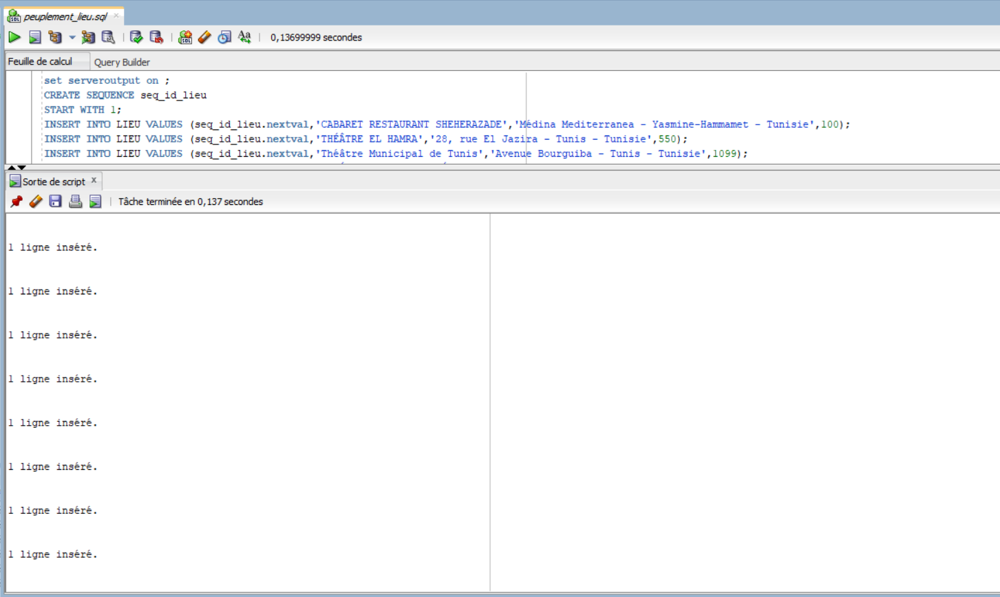 peuplement_lieu.sql
0,13699999 secondes
Feuille de calcul Query Builder
set serveroutput on ;
CREATE SEQUENCE seq_id_lieu
START WITH 1;
INSERT INTO LIEU VALUES (seq_id_lieu.nextval,'CABARET RESTAURANT SHEHERAZADE','Médina Mediterranea - Yasmine-Hammamet - Tunisie',100);
INSERT INTO LIEU VALUES (seq_id_lieu.nextval,'THÉÂTRE EL HAMRA','28, rue El Jazira - Tunis - Tunisie',550);
INSERT INTO LIEU VALUES (seq_id_lieu.nextval,'Théâtre Municipal de Tunis','Avenue Bourguiba - Tunis - Tunisie',1099);
Sortie de script x
Tâche terminée en 0,137 secondes
1 ligne inséré.
1 ligne inséré.
1 ligne inséré.
1 ligne inséré.
1 ligne inséré.
1 ligne inséré.
1 ligne inséré.
1 ligne inséré.